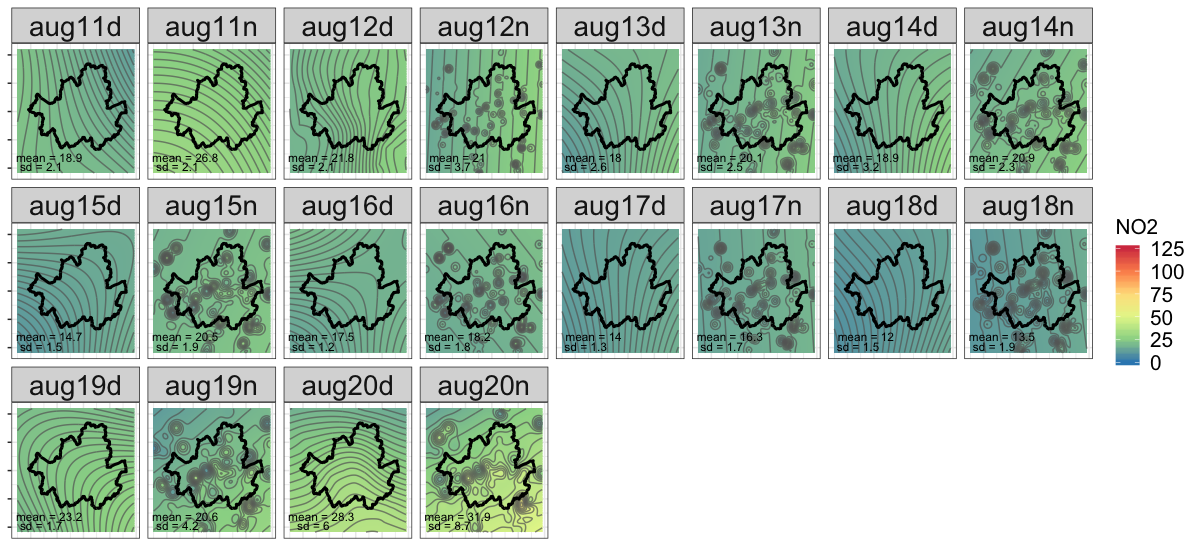 aug11d aug11n aug12d aug12n aug13d aug13n aug14d aug14n
mean = 18.9 mean = 26.8 mean = 21.8 mean = 21 mean = 18 mean = 20.1 mean = 18.9 mean = 20.9
sd = 2.1 sd = 2.1 sd = 2.1 sd = 3.7 sd = 2.6 sd = 2.5 sd = 3.2 sd = 2.3
aug15d aug15n aug16d aug16n aug17d aug17n aug18d aug18n
mean = 14.7 mean = 20.5 mean = 17.5 mean = 18.2 mean = 14 mean = 16.3 mean = 12 mean = 13.5
sd = 1.5 sd = 1.9 sd = 1.2 sd = 1.8 sd = 1.3 sd = 1.7 sd = 1.5 sd = 1.9
aug19d aug19n aug20d aug20n
mean = 23.2 mean = 20.6 mean = 28.3 mean = 31.9
sd = 1.7 sd = 4.2 sd = 6 sd = 8.7
NO2
125
100
75
50
25
0